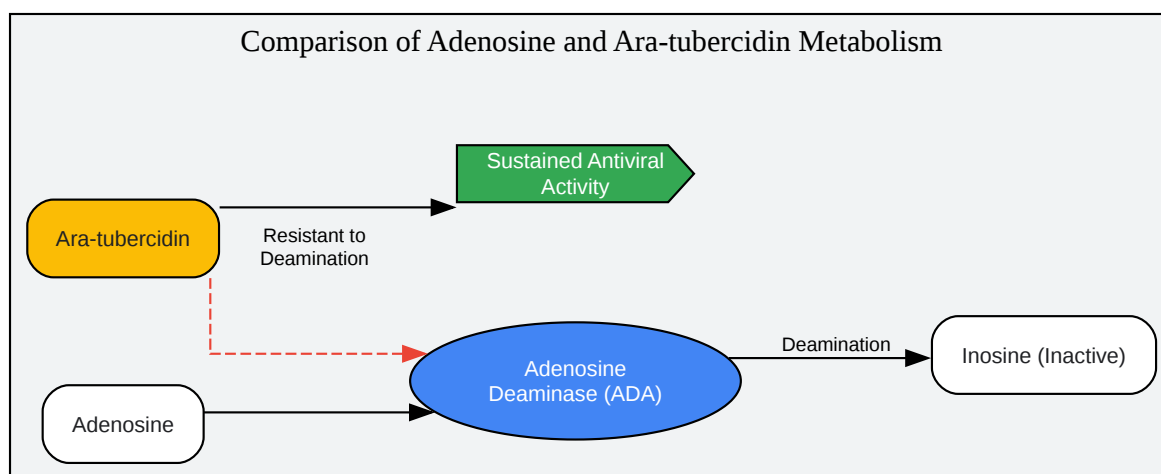 Comparison of Adenosine and Ara-tubercidin Metabolism
Sustained Antiviral
Activity
Ara-tubercidin
Resistant to
Deamination
Adenosine
Deaminase (ADA)
Deamination
Inosine (Inactive)
Adenosine